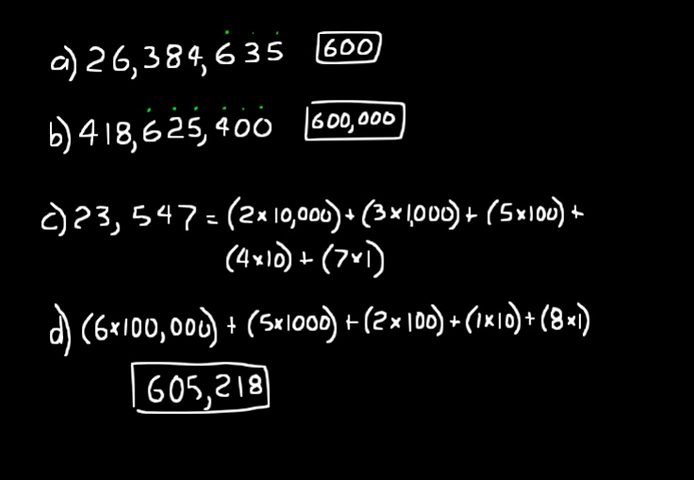 a) 26,384,635 600
b) 418,625,400 600,000
c) 23,547 = (2×10,000) + (3×1,000) + (5×100) +
(4×10) + (7×1)
d) (6×100,000) + (5×1000) + (2×100) + (1×10) + (8×1)
605,218